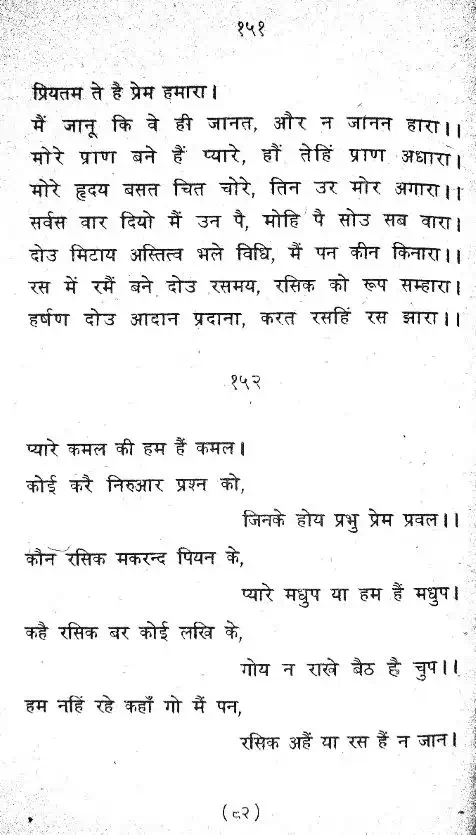 १५१
प्रियतम ते है प्रेम हमारा।
मैं जानू कि वे ही जानत, और न जानन हारा।।
मोरे प्राण बने हैं प्यारे, हौं तेहिं प्राण अधारा।
मोरे हृदय बसत चित चोरे, तिन उर मोर अगारा।।
सर्वस वार दियो मैं उन पै, मोहि पै सोउ सब वारा।
दोउ मिटाय अस्तित्व भले विधि, मैं पन कीन किनारा।।
रस में रमैं बने दोउ रसमय, रसिक को रूप सम्हारा।
हर्षण दोउ आदान प्रदाना, करत रसहिं रस झारा।।
१५२
प्यारे कमल की हम हैं कमल।
कोई करै निरुआर प्रश्न को,
जिनके होय प्रभु प्रेम प्रवल।।
कौन रसिक मकरन्द पियन के,
प्यारे मधुप या हम हैं मधुप।
कहै रसिक बर कोई लखि के,
गोय न राखे बैठ है चुप।।
हम नहिं रहे कहाँ गो मैं पन,
रसिक अहैं या रस हैं न जान।
(८२)